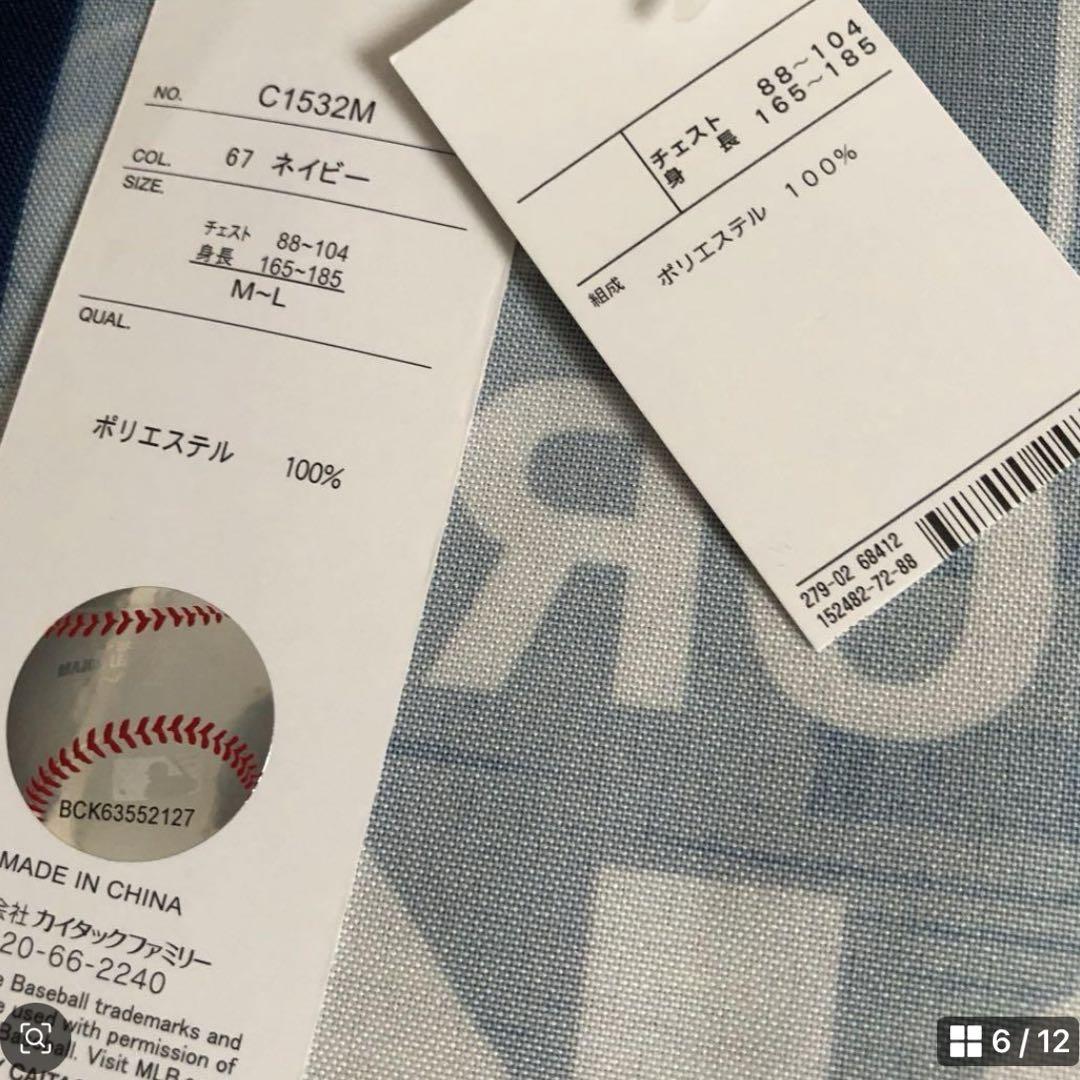 NO. C1532M
COL. 67 ネイビー
SIZE.
チェスト 88~104
身長 165~185
M~L
QUAL.
ポリエステル 100%
BCK63552127
MADE IN CHINA
会社 カイタックファミリー
20-66-2240
e Baseball trademarks and
e used with permission of
Baseball. Visit MLB
チェスト 88~104
身長 165~185
組成 ポリエステル 100%
279-02 68412
152482-72-88
6 / 12